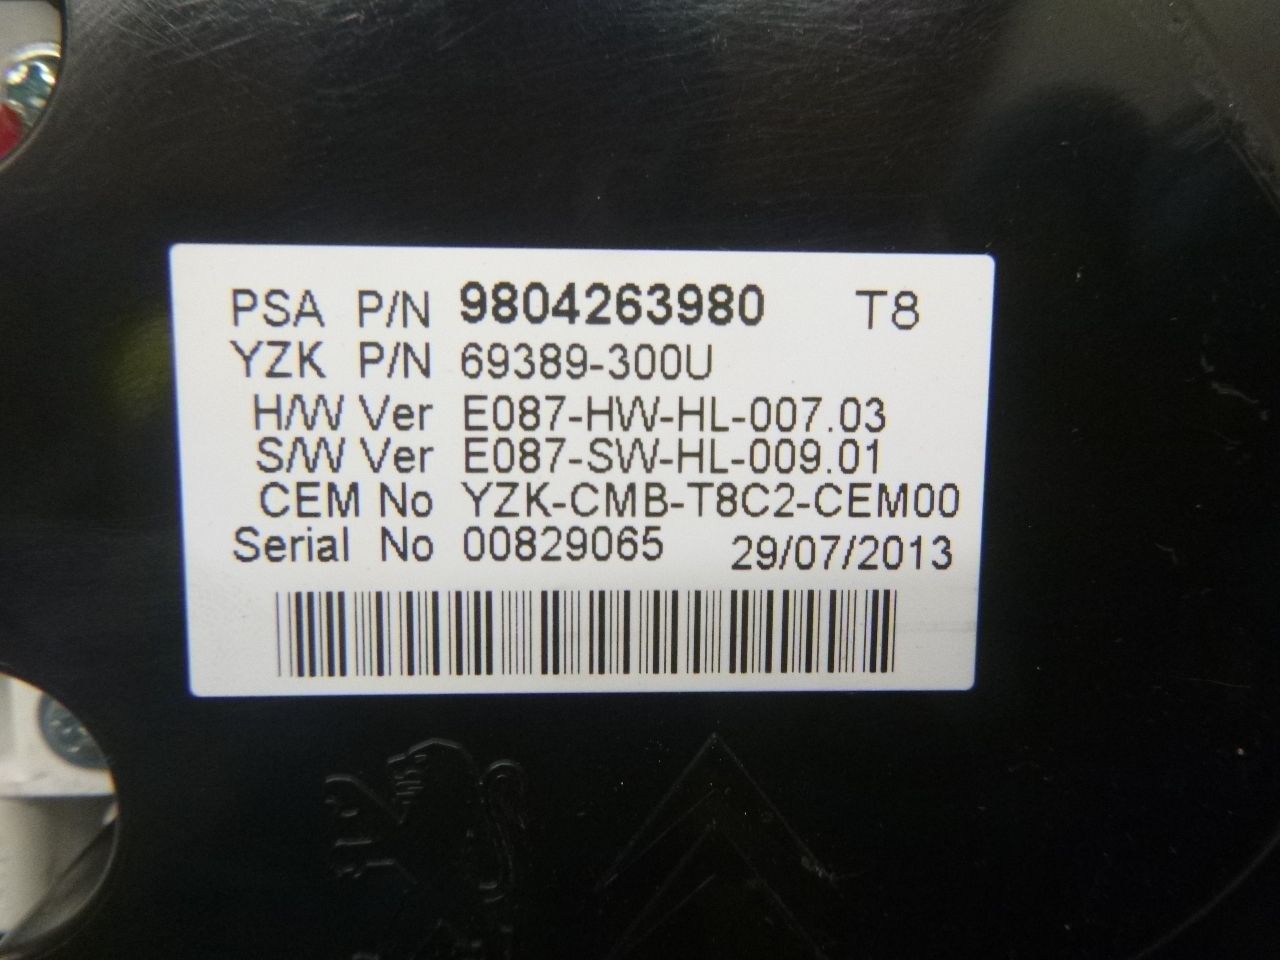 PSA P/N 9804263980 T8
YZK P/N 69389-300U
H/W Ver E087-HW-HL-007.03
S/W Ver E087-SW-HL-009.01
CEM No YZK-CMB-T8C2-CEM00
Serial No 00829065 29/07/2013